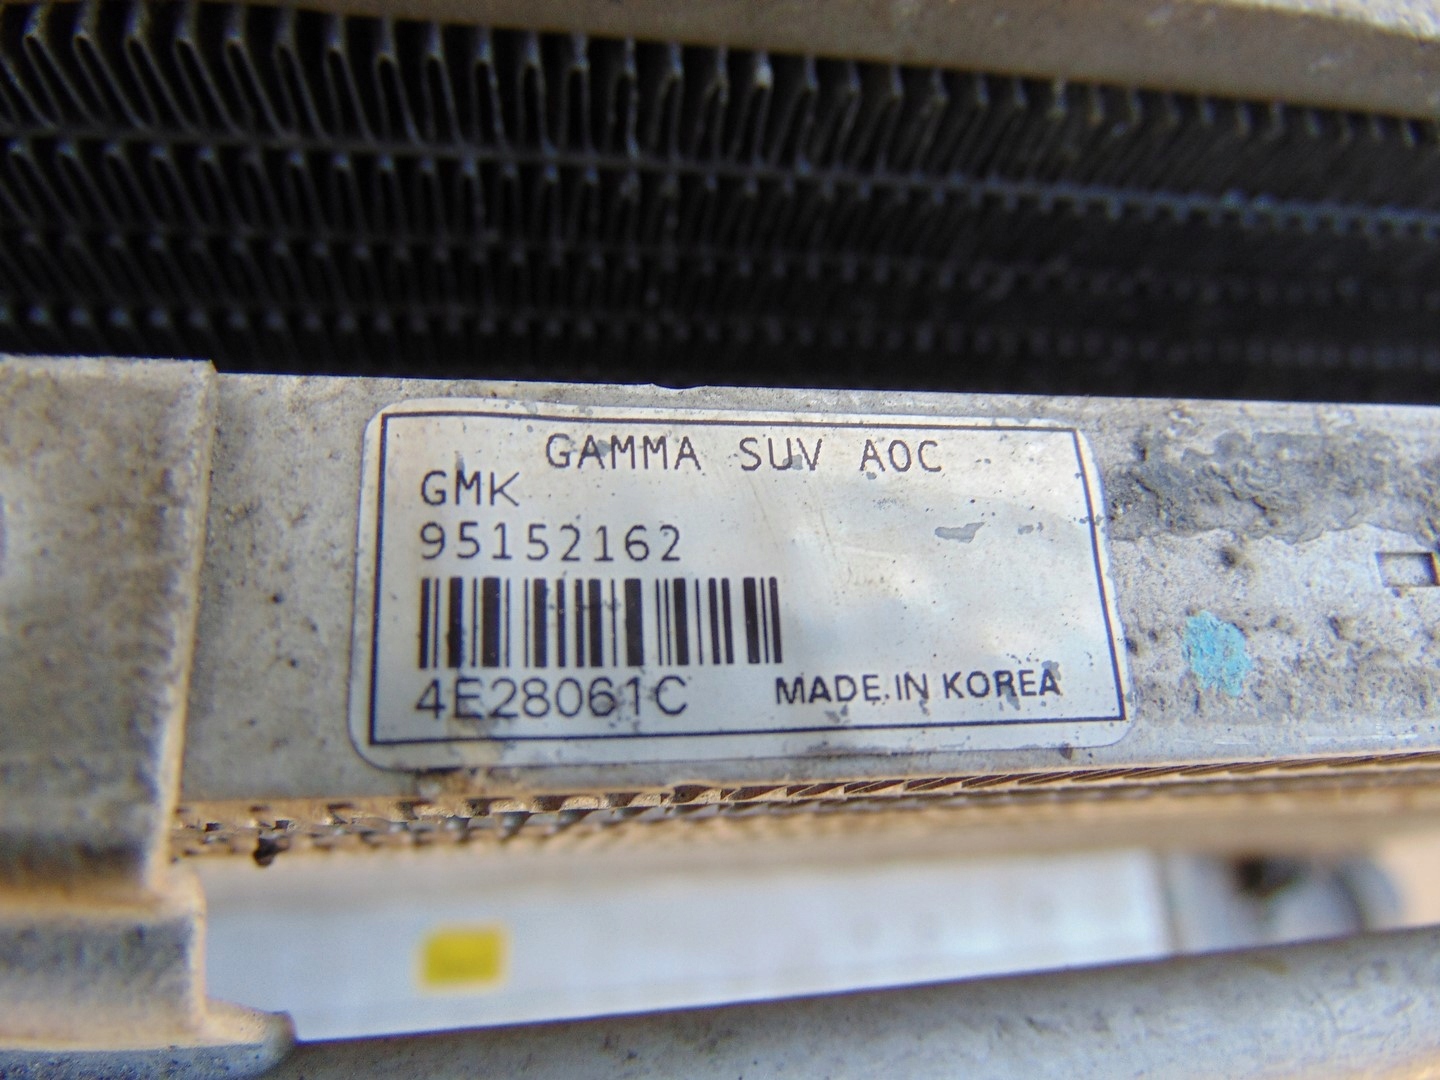 GAMMA SUV AOC
GMK
95152162
4E28061C
MADE IN KOREA